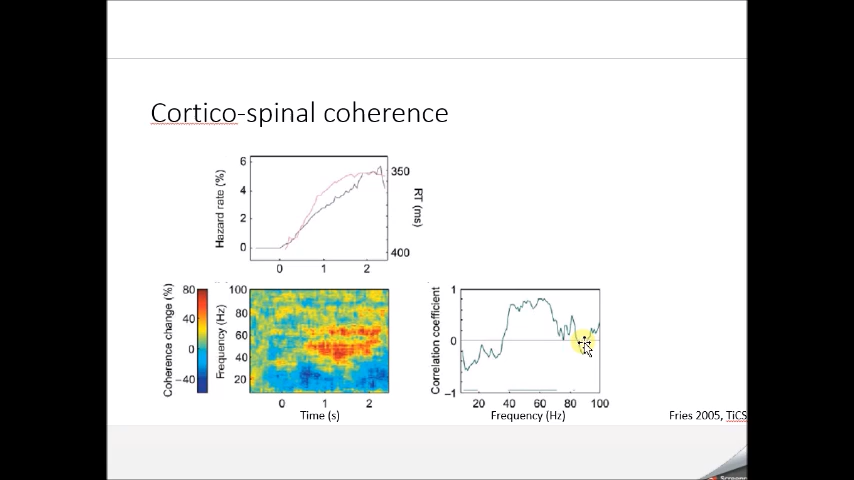 Cortico-spinal coherence
Hazard rate (%)
6
4
2
0
350
400
RT (ms)
0 1 2
Coherence change (%)
80
40
0
−40
Frequency (Hz)
100
80
60
40
20
0 1 2
Time (s)
Correlation coefficient
1
0
−1
20 40 60 80 100
Frequency (Hz)
Fries 2005, TiCS